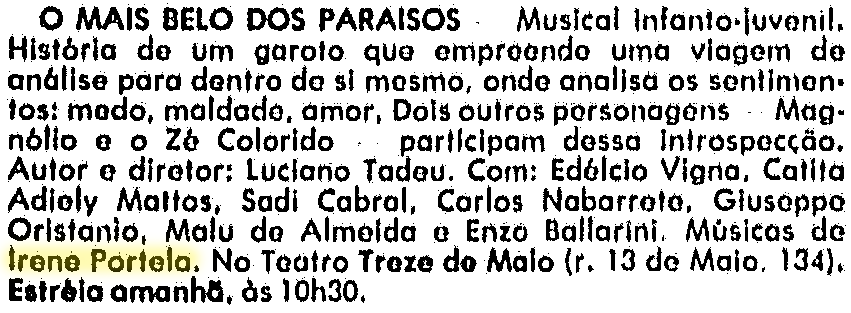 O MAIS BELO DOS PARAISOS - Musical infanto-juvenil.
História de um garoto que empreende uma viagem de
análise para dentro de si mesmo, onde analisa os sentimen-
tos: medo, maldade, amor, Dois outros personagens - Mag-
nólio e o Zé Colorido - participam dessa introspecção.
Autor e diretor: Luciano Tadeu. Com: Edélcio Vigna, Catita
Adioly Mattos, Sadi Cabral, Carlos Nabarrete, Giuseppe
Oristanio, Malu de Almeida e Enzo Ballarini. Músicas de
Irene Portela. No Teatro Treze de Maio (r. 13 de Maio, 134).
Estréia amanhã, às 10h30.